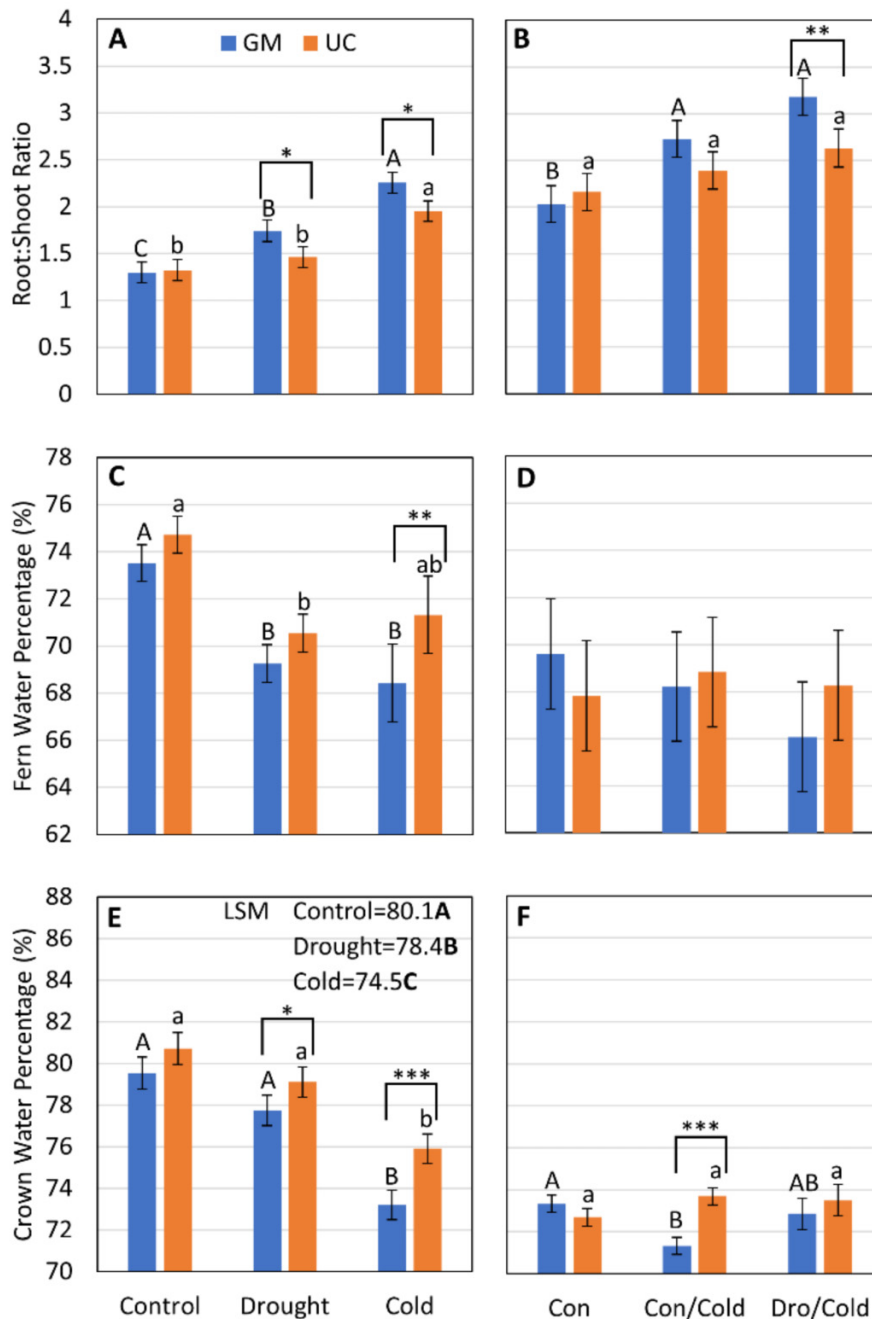 A
GM UC
B
Root:Shoot Ratio
4
3.5
3
2.5
2
1.5
1
0.5
0
C b
B b
*
A a
*
B a
A a
A a
**
C
D
Fern Water Percentage (%)
78
76
74
72
70
68
66
64
62
A a
B b
B ab
**
E
LSM Control=80.1A
Drought=78.4B
Cold=74.5C
F
Crown Water Percentage (%)
88
86
84
82
80
78
76
74
72
70
A a
A a
*
B b
***
A a
B a
***
AB a
Control Drought Cold
Con Con/Cold Dro/Cold